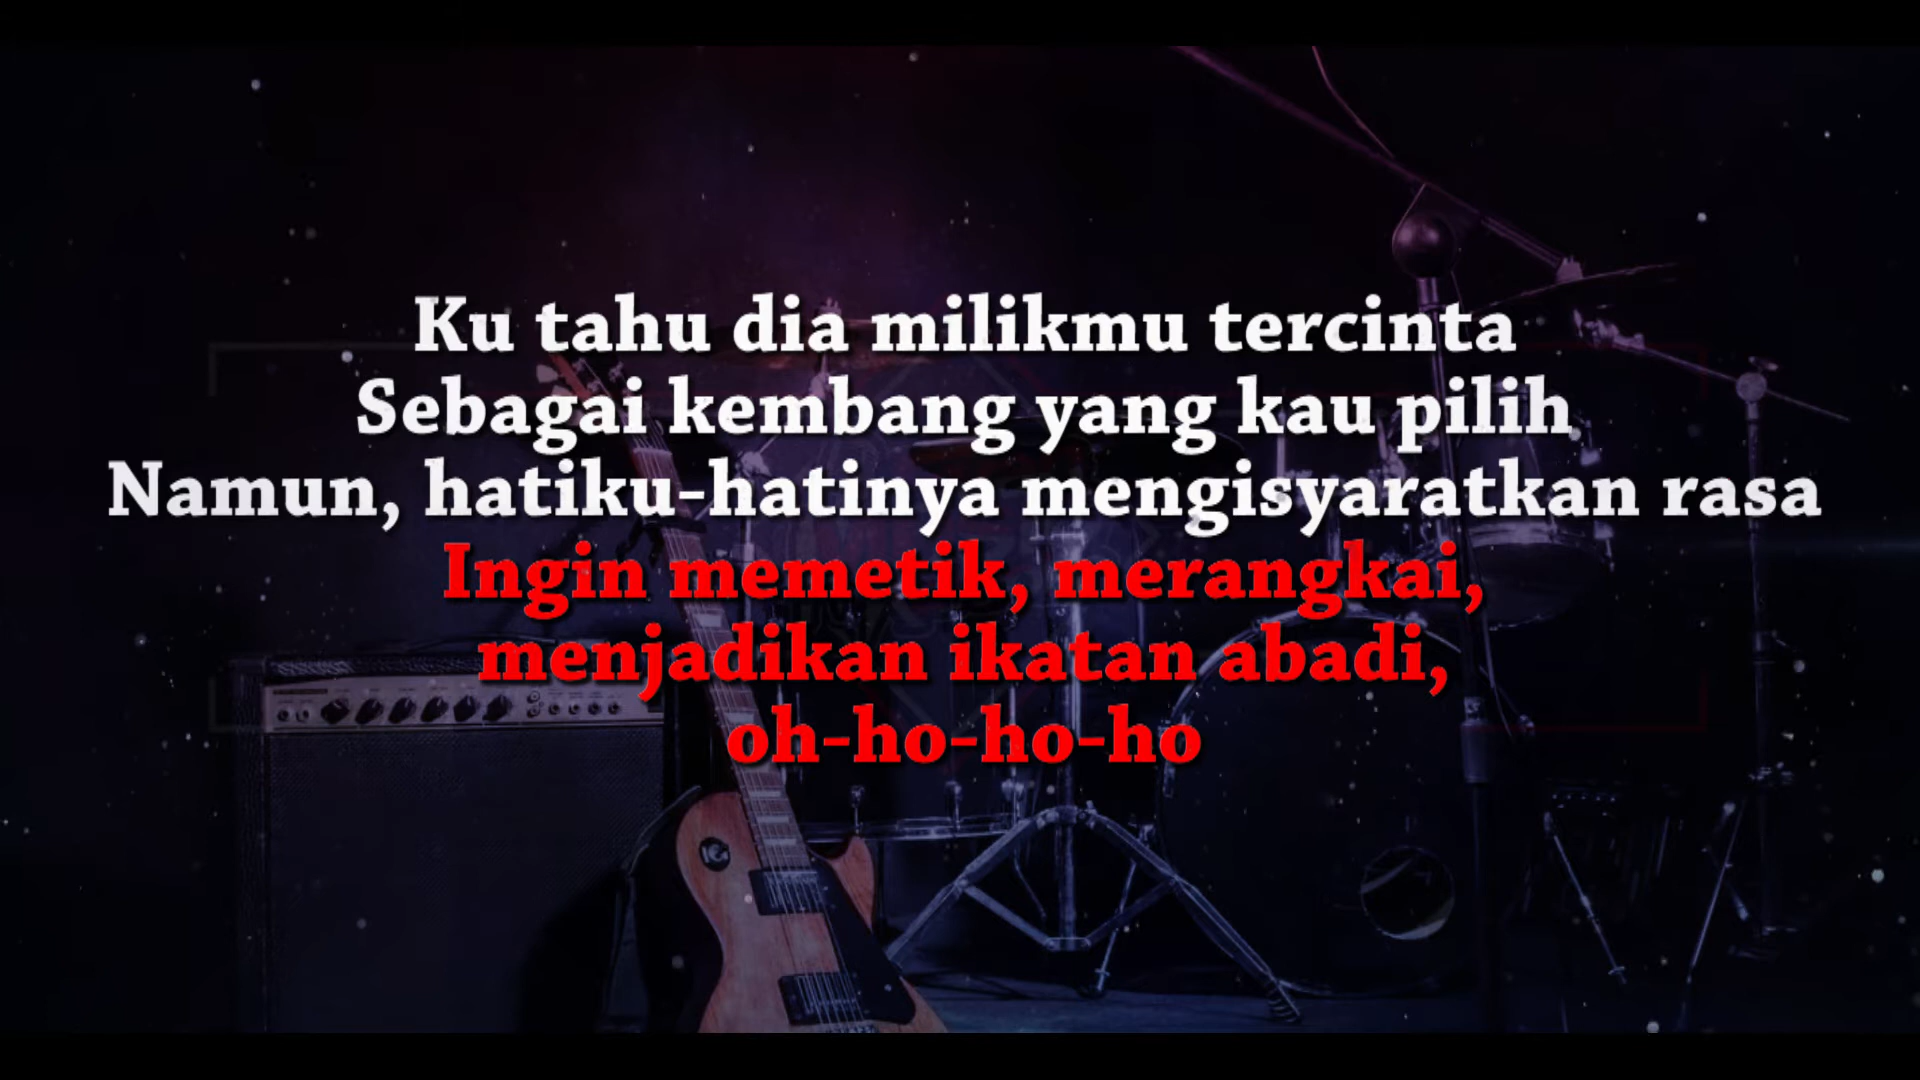 Ku tahu dia milikmu tercinta
Sebagai kembang yang kau pilih
Namun, hatiku-hatinya mengisyaratkan rasa
Ingin memetik, merangkai,
menjadikan ikatan abadi,
oh-ho-ho-ho